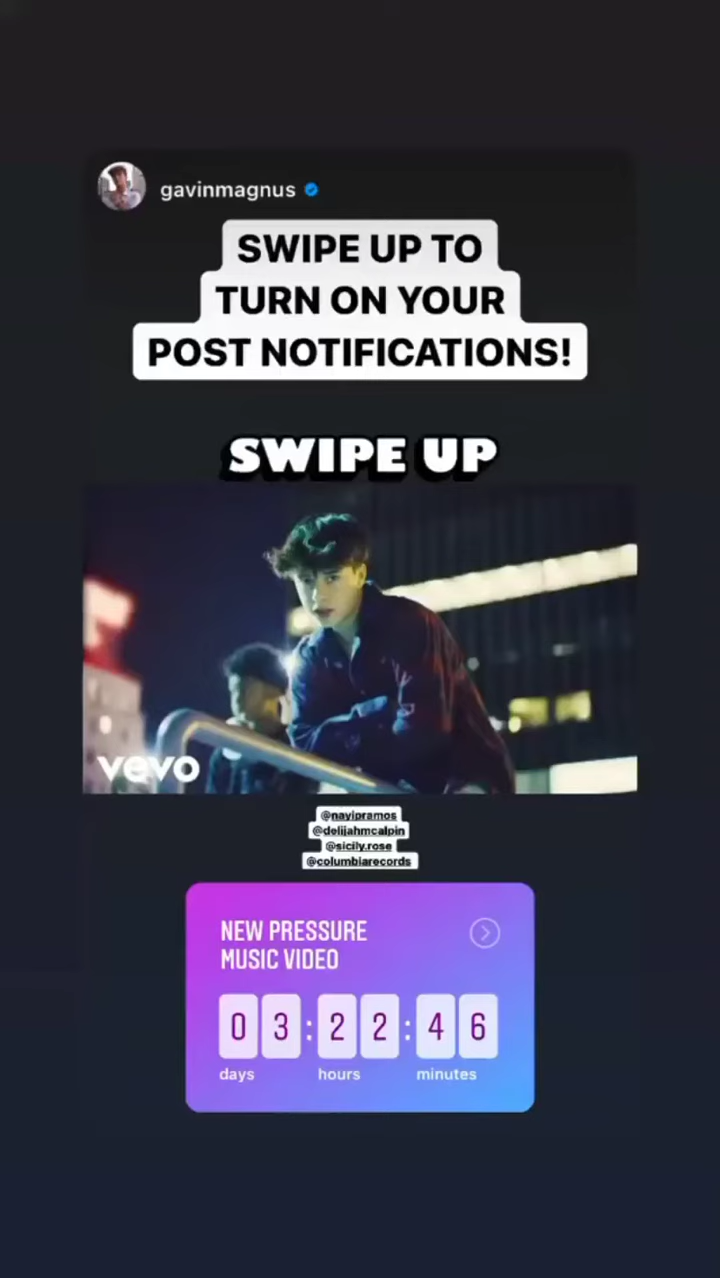 gavinmagnus
SWIPE UP TO
TURN ON YOUR
POST NOTIFICATIONS!
SWIPE UP
vevo
@nayipramos
@delijahmcalpin
@sicily.rose
@columbiarecords
NEW PRESSURE
MUSIC VIDEO
03:22:46
days hours minutes